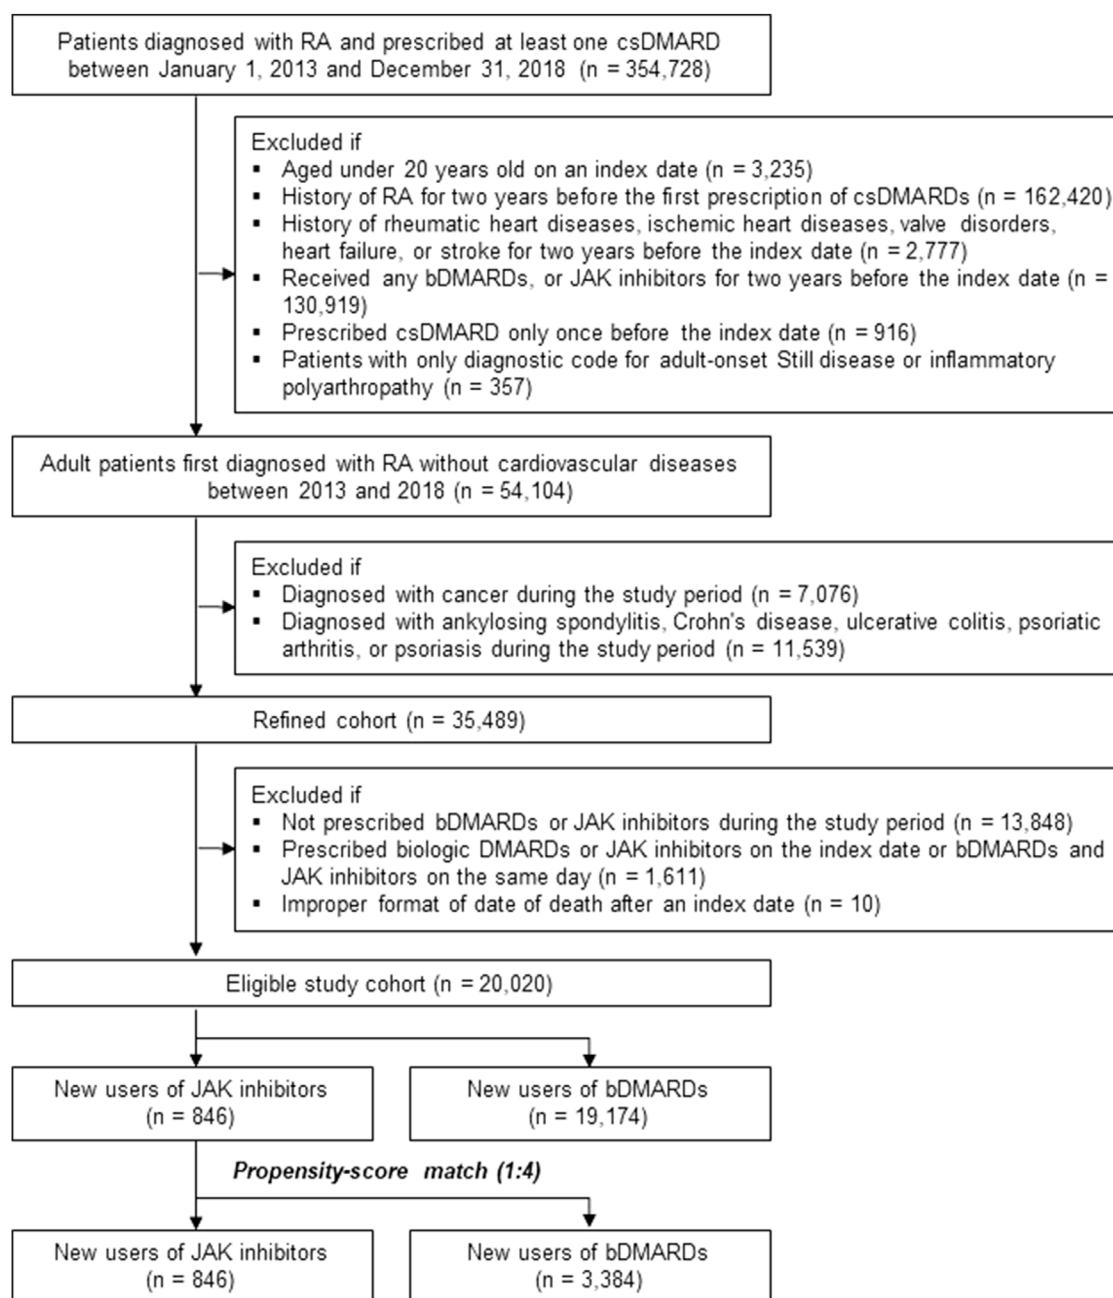 Patients diagnosed with RA and prescribed at least one csDMARD
between January 1, 2013 and December 31, 2018 (n = 354,728)
Excluded if
▪ Aged under 20 years old on an index date (n = 3,235)
▪ History of RA for two years before the first prescription of csDMARDs (n = 162,420)
▪ History of rheumatic heart diseases, ischemic heart diseases, valve disorders,
heart failure, or stroke for two years before the index date (n = 2,777)
▪ Received any bDMARDs, or JAK inhibitors for two years before the index date (n =
130,919)
▪ Prescribed csDMARD only once before the index date (n = 916)
▪ Patients with only diagnostic code for adult-onset Still disease or inflammatory
polyarthropathy (n = 357)
Adult patients first diagnosed with RA without cardiovascular diseases
between 2013 and 2018 (n = 54,104)
Excluded if
▪ Diagnosed with cancer during the study period (n = 7,076)
▪ Diagnosed with ankylosing spondylitis, Crohn's disease, ulcerative colitis, psoriatic
arthritis, or psoriasis during the study period (n = 11,539)
Refined cohort (n = 35,489)
Excluded if
▪ Not prescribed bDMARDs or JAK inhibitors during the study period (n = 13,848)
▪ Prescribed biologic DMARDs or JAK inhibitors on the index date or bDMARDs and
JAK inhibitors on the same day (n = 1,611)
▪ Improper format of date of death after an index date (n = 10)
Eligible study cohort (n = 20,020)
New users of JAK inhibitors
(n = 846)
New users of bDMARDs
(n = 19,174)
Propensity-score match (1:4)
New users of JAK inhibitors
(n = 846)
New users of bDMARDs
(n = 3,384)